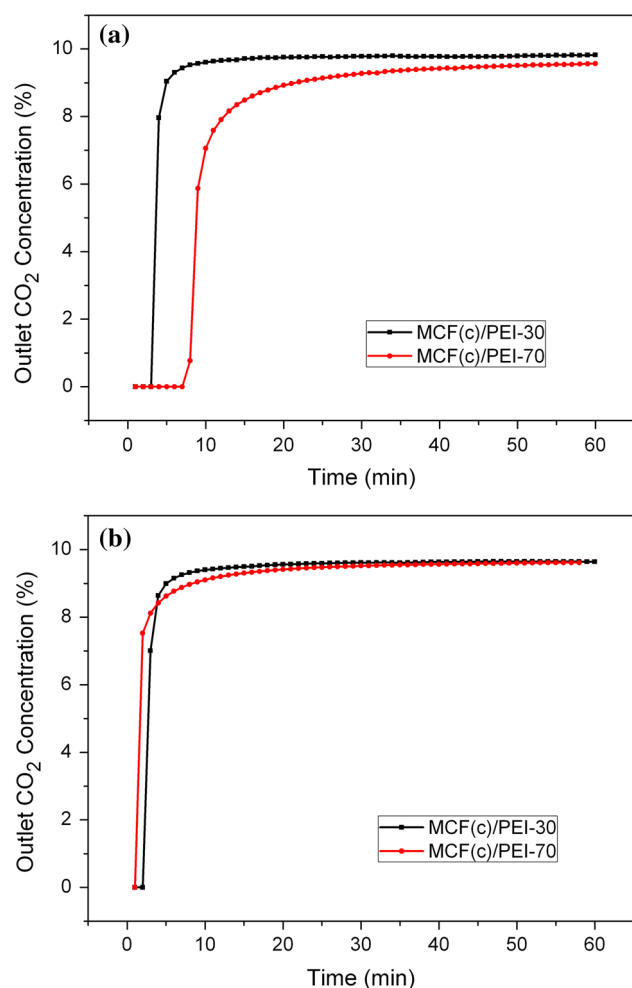 (a)
Outlet CO2 Concentration (%)
10
8
6
4
2
0
MCF(c)/PEI-30
MCF(c)/PEI-70
0 10 20 30 40 50 60
Time (min)
(b)
Outlet CO2 Concentration (%)
10
8
6
4
2
0
MCF(c)/PEI-30
MCF(c)/PEI-70
0 10 20 30 40 50 60
Time (min)